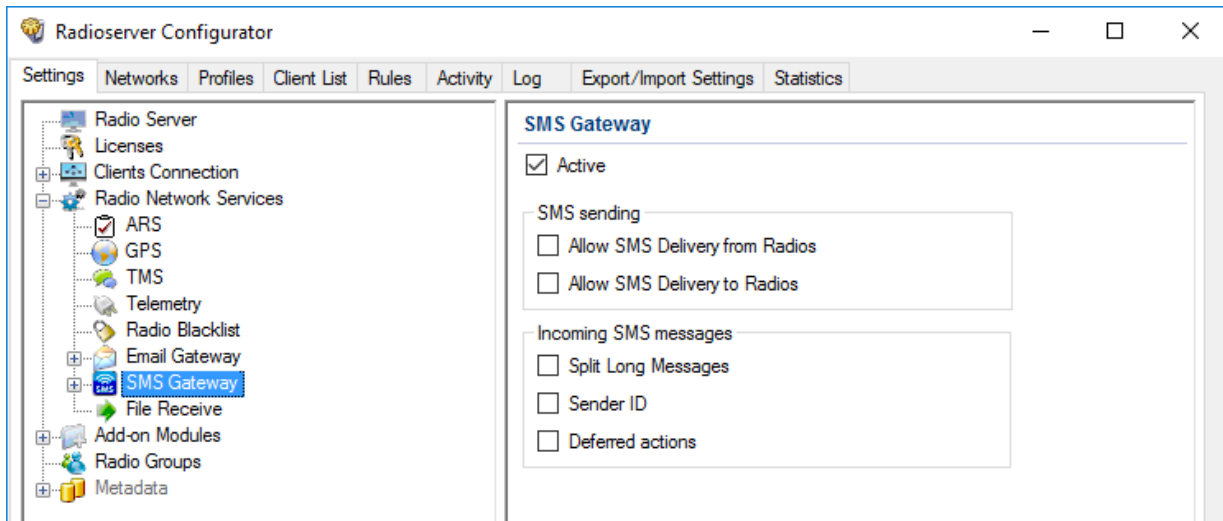 Radioserver Configurator
Settings Networks Profiles Client List Rules Activity Log Export/Import Settings Statistics
Radio Server
Licenses
Clients Connection
Radio Network Services
ARS
GPS
TMS
Telemetry
Radio Blacklist
Email Gateway
SMS Gateway
File Receive
Add-on Modules
Radio Groups
Metadata
SMS Gateway
Active
SMS sending
Allow SMS Delivery from Radios
Allow SMS Delivery to Radios
Incoming SMS messages
Split Long Messages
Sender ID
Deferred actions